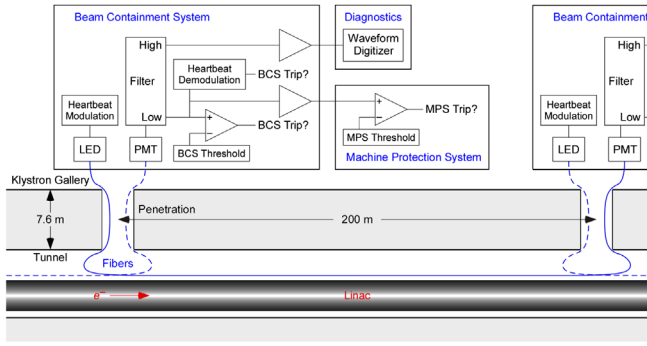 Beam Containment System
High
Filter
Low
Heartbeat
Modulation
LED
PMT
Heartbeat
Demodulation
BCS Trip?
+
−
BCS Trip?
BCS Threshold
Diagnostics
Waveform
Digitizer
+
−
MPS Trip?
MPS Threshold
Machine Protection System
Beam Containment
High
Filter
Low
Heartbeat
Modulation
LED
PMT
Klystron Gallery
7.6 m
Penetration
200 m
Tunnel
Fibers
e−
Linac